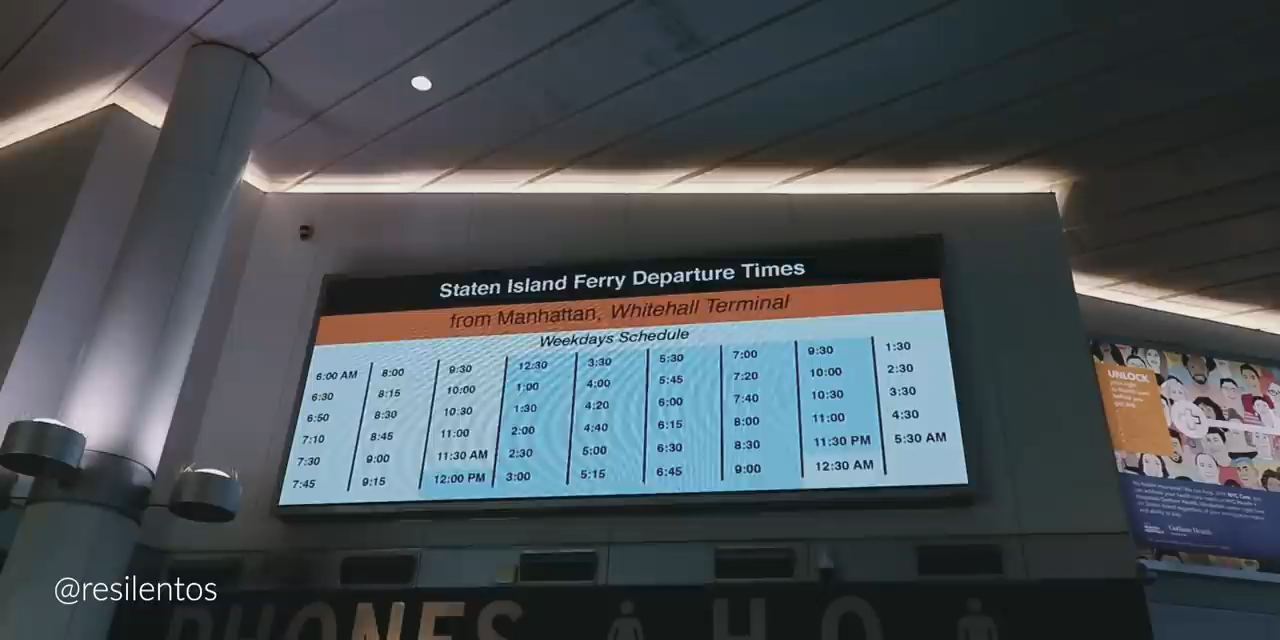 Staten Island Ferry Departure Times
from Manhattan, Whitehall Terminal
Weekdays Schedule
6:00 AM 8:00 9:30 12:30 3:30 5:30 7:00 9:30 1:30
6:30 8:15 10:00 1:00 4:00 5:45 7:20 10:00 2:30
6:50 8:30 10:30 1:30 4:20 6:00 7:40 10:30 3:30
7:10 8:45 11:00 2:00 4:40 6:15 8:00 11:00 4:30
7:30 9:00 11:30 AM 2:30 5:00 6:30 8:30 11:30 PM 5:30 AM
7:45 9:15 12:00 PM 3:00 5:15 6:45 9:00 12:30 AM
UNLOCK
@resilentos
PHONES